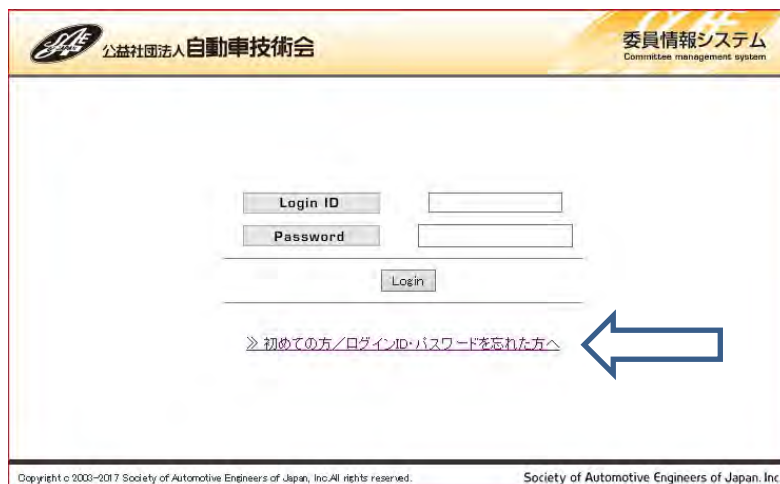 公益社団法人自動車技術会
委員情報システム
Committee management system
Login ID
Password
Login
≫ 初めての方／ログインID・パスワードを忘れた方へ
Copyright c 2003-2017 Society of Automotive Engineers of Japan, Inc.All rights reserved.
Society of Automotive Engineers of Japan. Inc